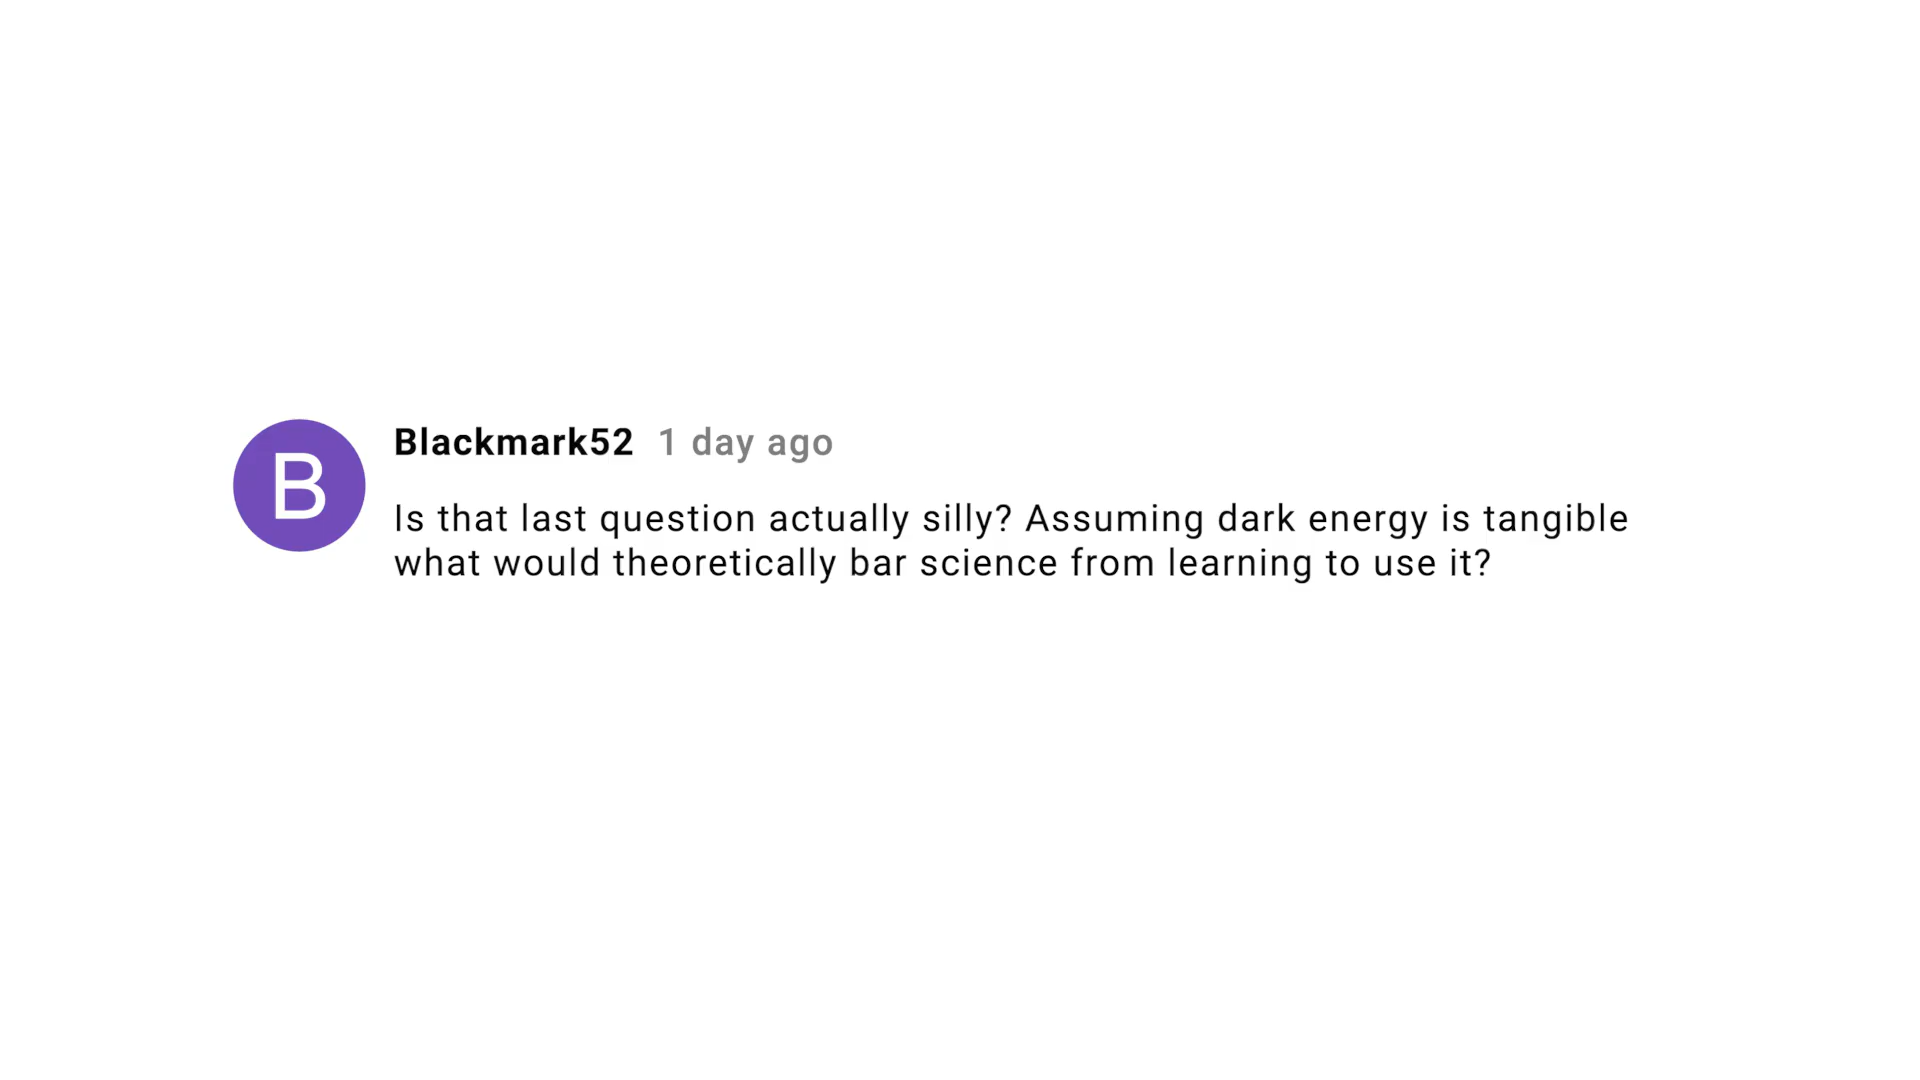 B
Blackmark52 1 day ago
Is that last question actually silly? Assuming dark energy is tangible
what would theoretically bar science from learning to use it?